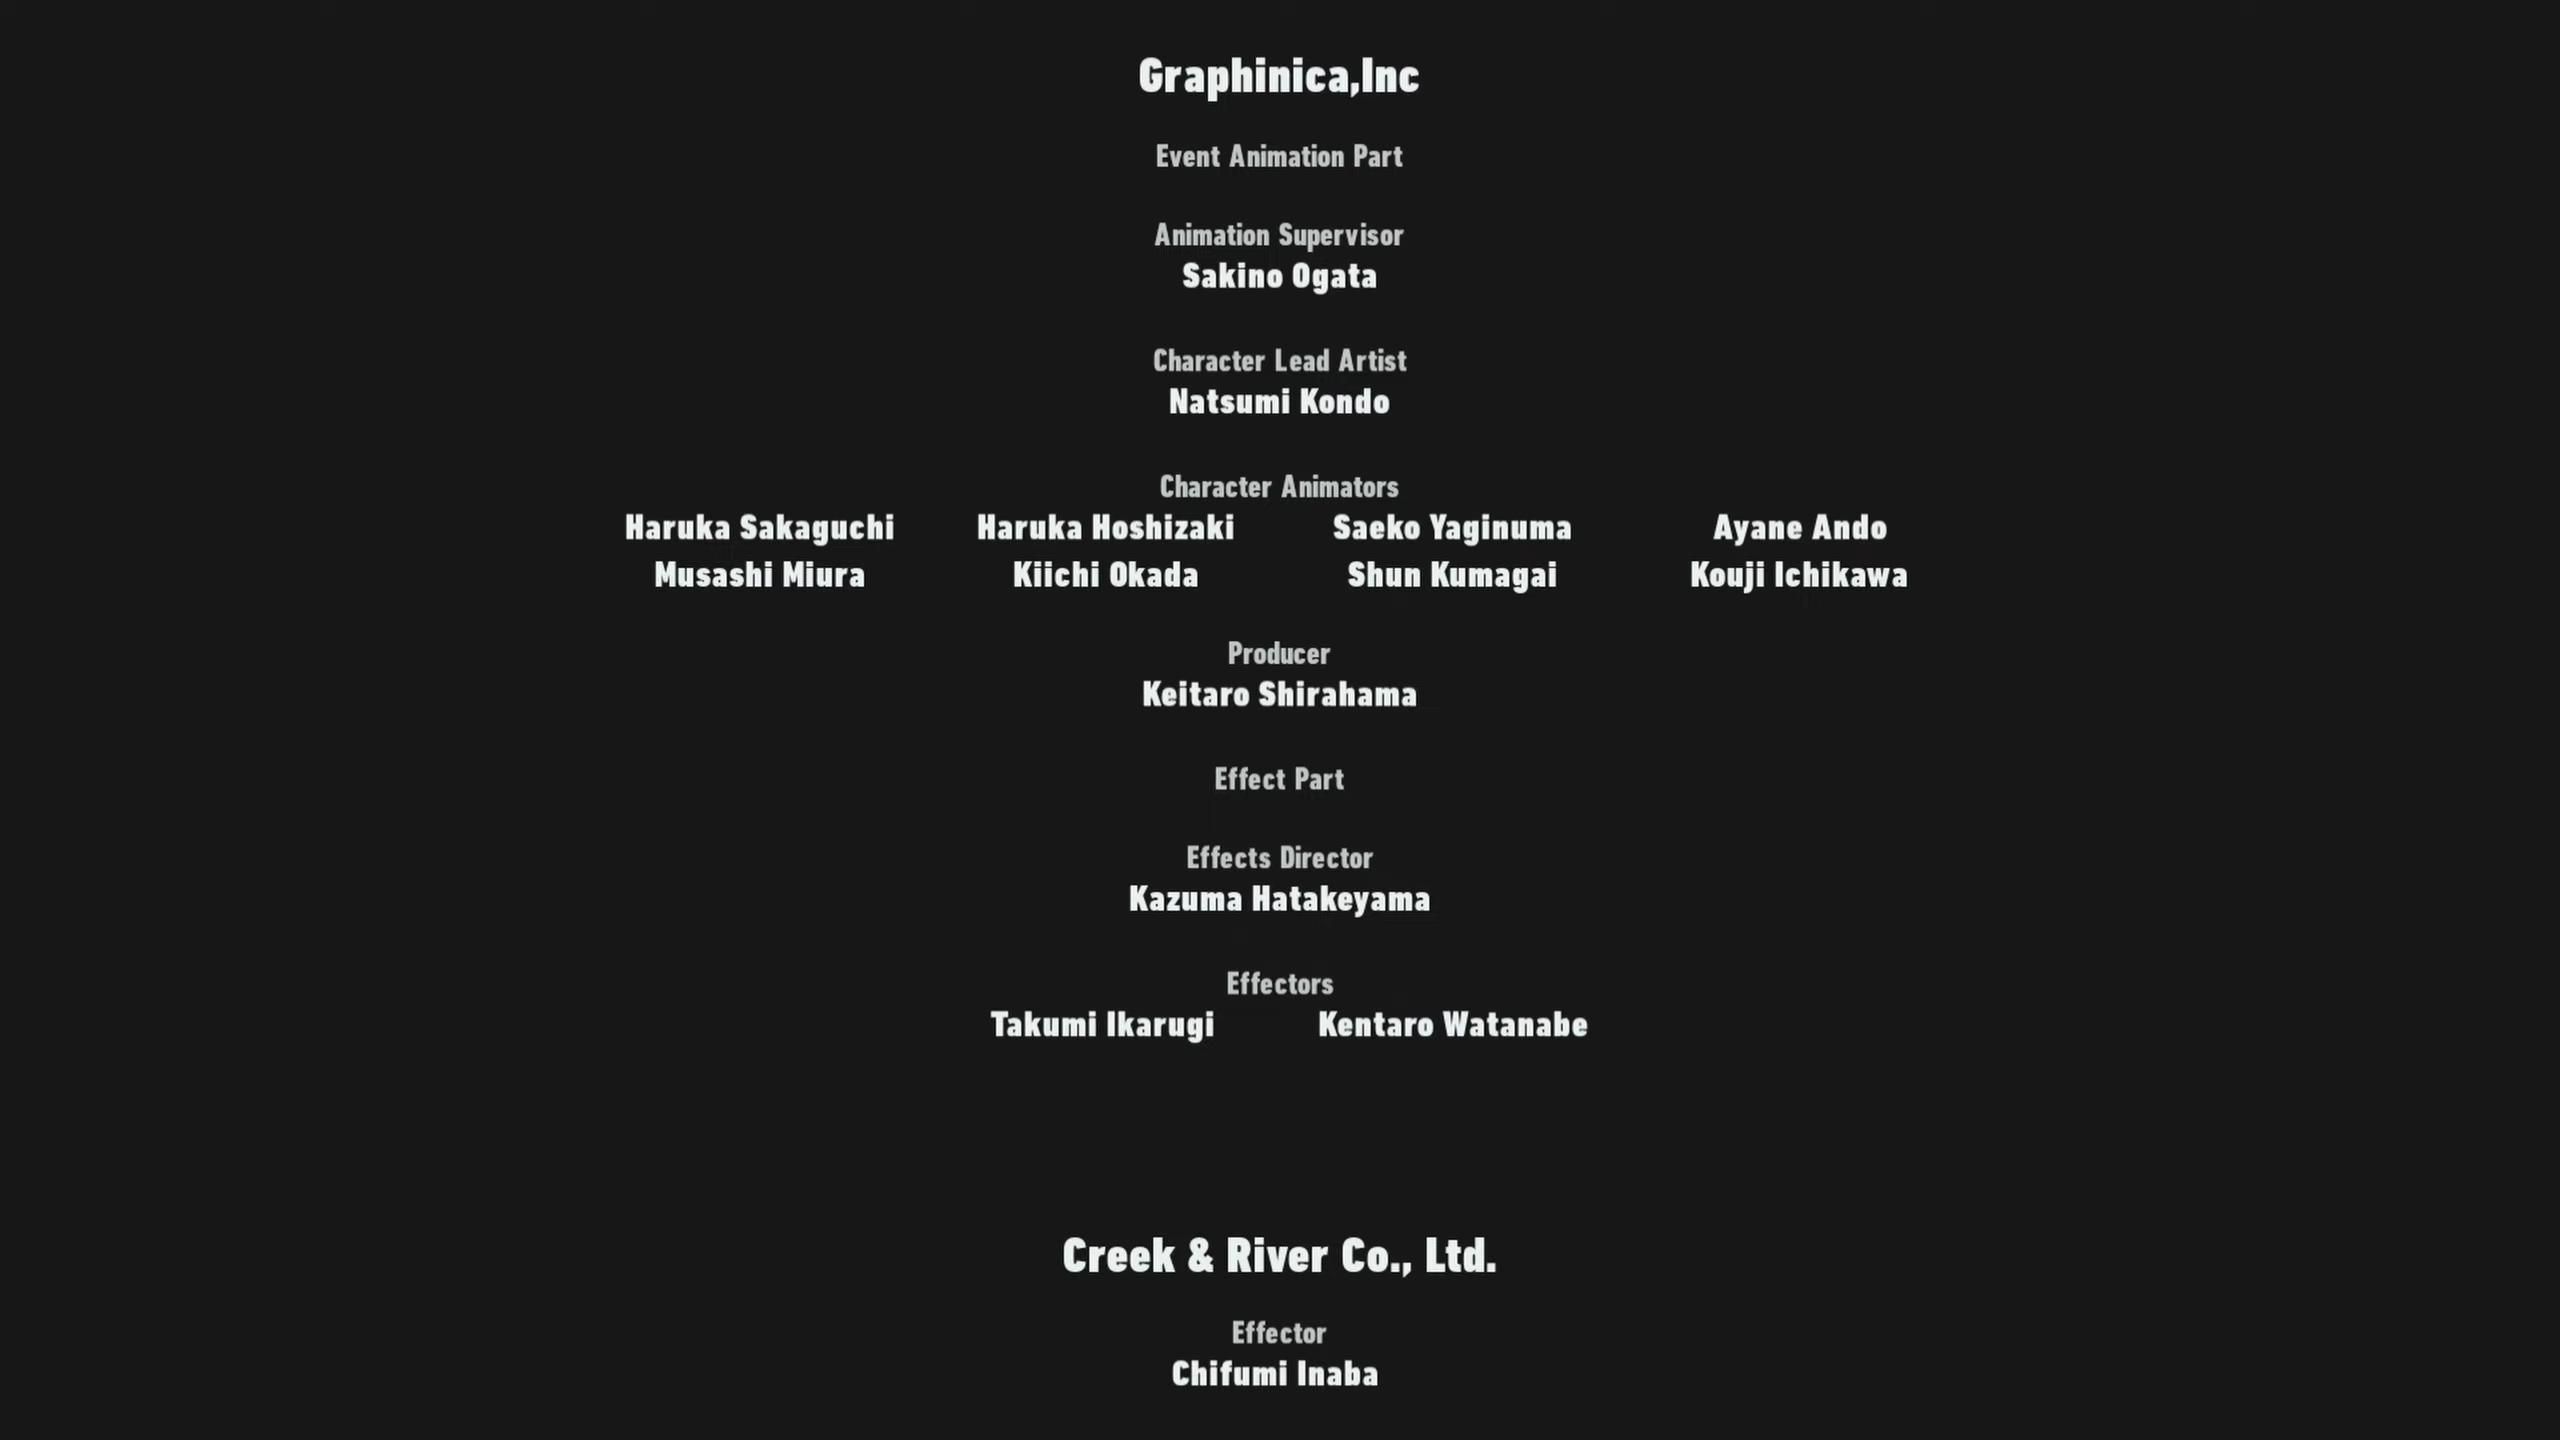 Graphinica,Inc
Event Animation Part
Animation Supervisor
Sakino Ogata
Character Lead Artist
Natsumi Kondo
Character Animators
Haruka Sakaguchi Haruka Hoshizaki Saeko Yaginuma Ayane Ando
Musashi Miura Kiichi Okada Shun Kumagai Kouji Ichikawa
Producer
Keitaro Shirahama
Effect Part
Effects Director
Kazuma Hatakeyama
Effectors
Takumi Ikarugi Kentaro Watanabe
Creek & River Co., Ltd.
Effector
Chifumi Inaba